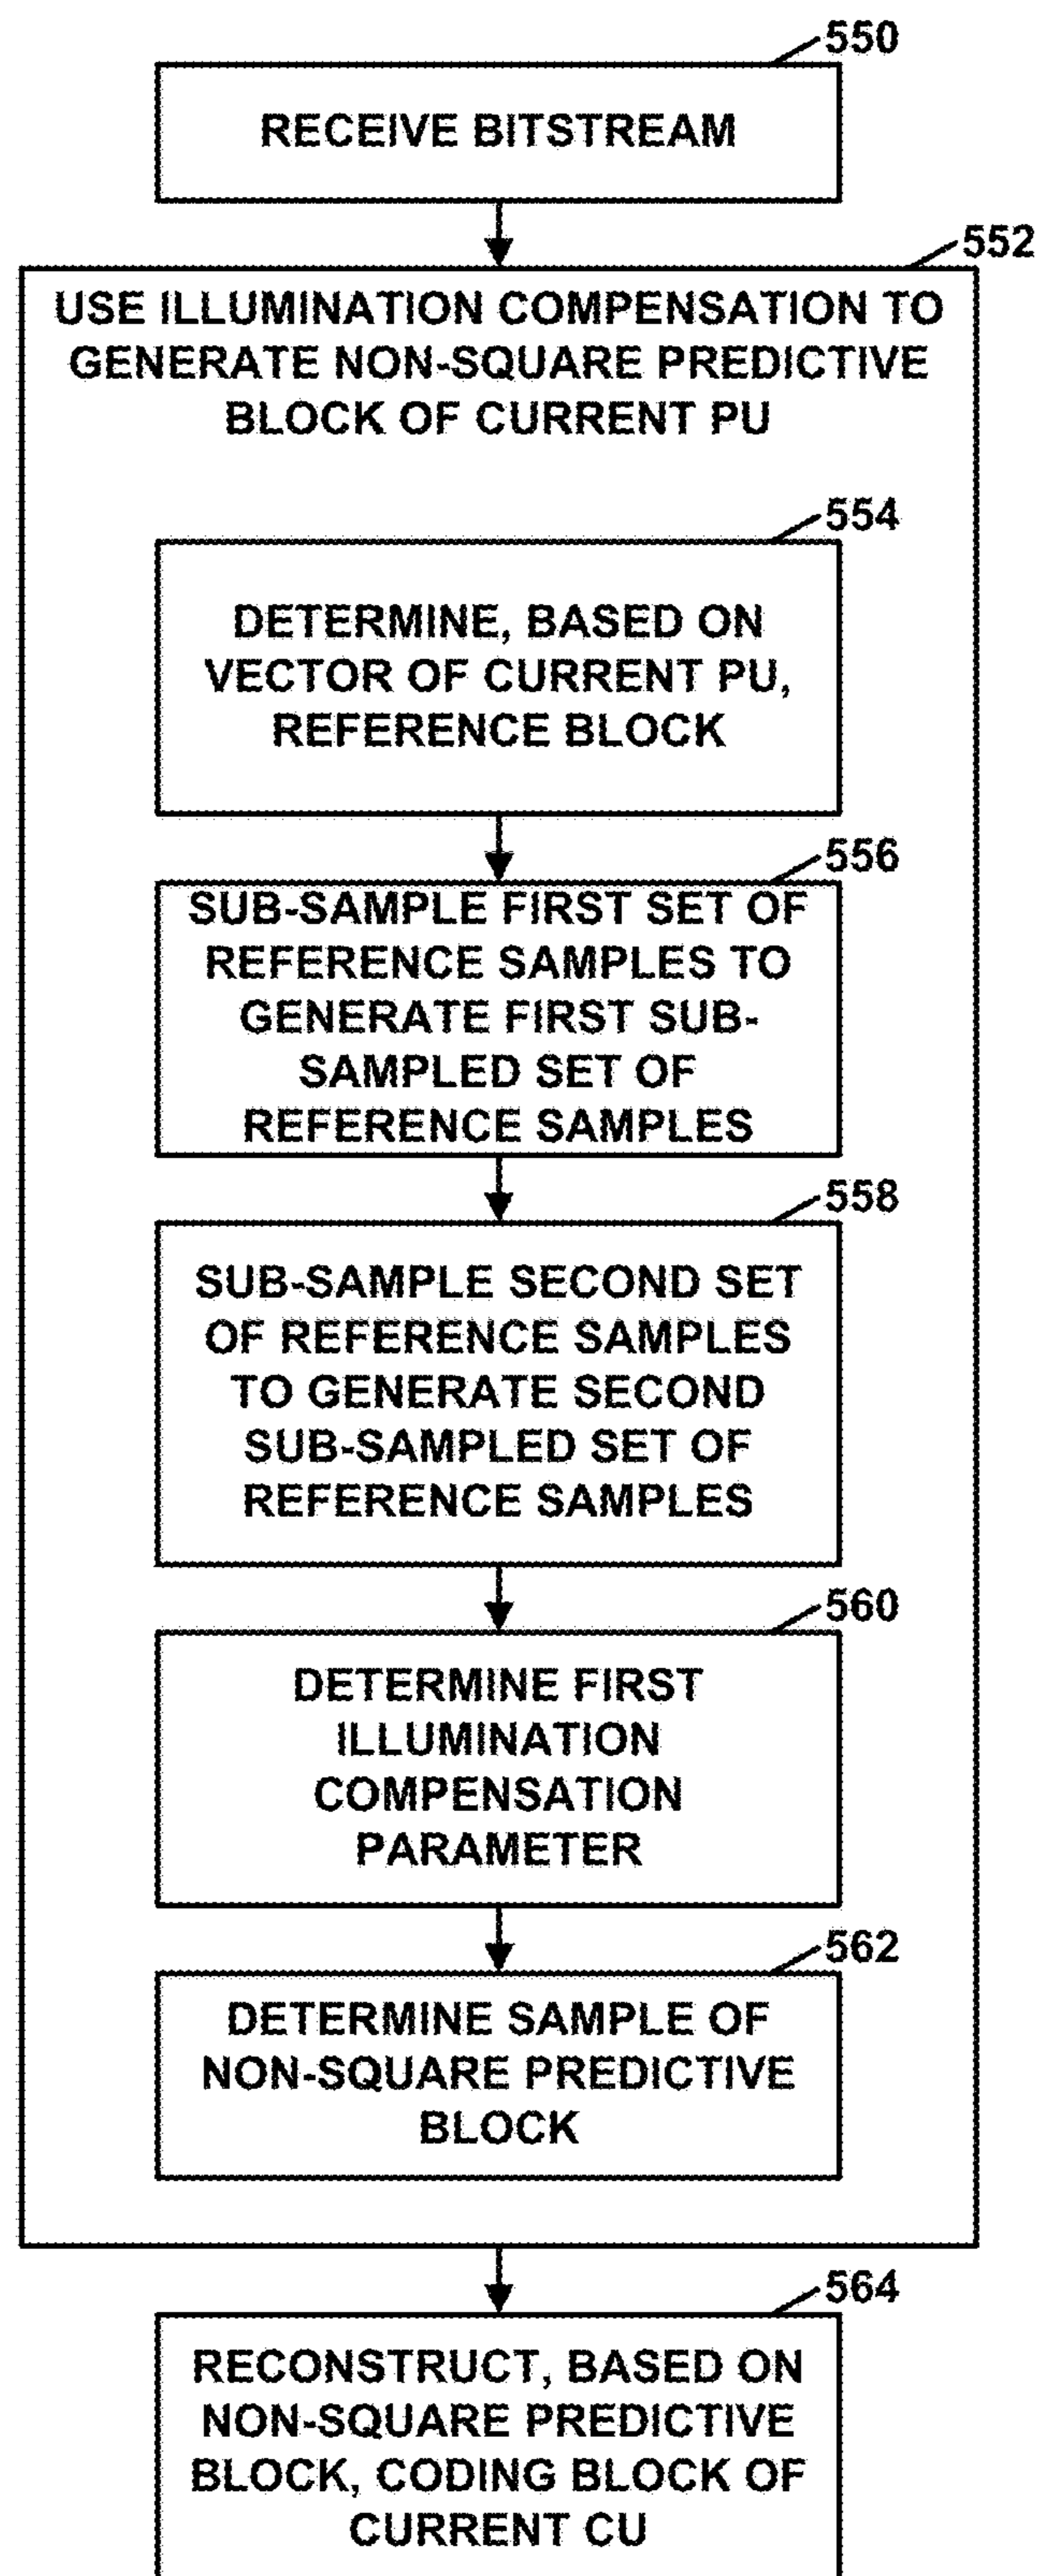 550
RECEIVE BITSTREAM
552
USE ILLUMINATION COMPENSATION TO
GENERATE NON-SQUARE PREDICTIVE
BLOCK OF CURRENT PU
554
DETERMINE, BASED ON
VECTOR OF CURRENT PU,
REFERENCE BLOCK
556
SUB-SAMPLE FIRST SET OF
REFERENCE SAMPLES TO
GENERATE FIRST SUB-
SAMPLED SET OF
REFERENCE SAMPLES
558
SUB-SAMPLE SECOND SET
OF REFERENCE SAMPLES
TO GENERATE SECOND
SUB-SAMPLED SET OF
REFERENCE SAMPLES
560
DETERMINE FIRST
ILLUMINATION
COMPENSATION
PARAMETER
562
DETERMINE SAMPLE OF
NON-SQUARE PREDICTIVE
BLOCK
564
RECONSTRUCT, BASED ON
NON-SQUARE PREDICTIVE
BLOCK, CODING BLOCK OF
CURRENT CU